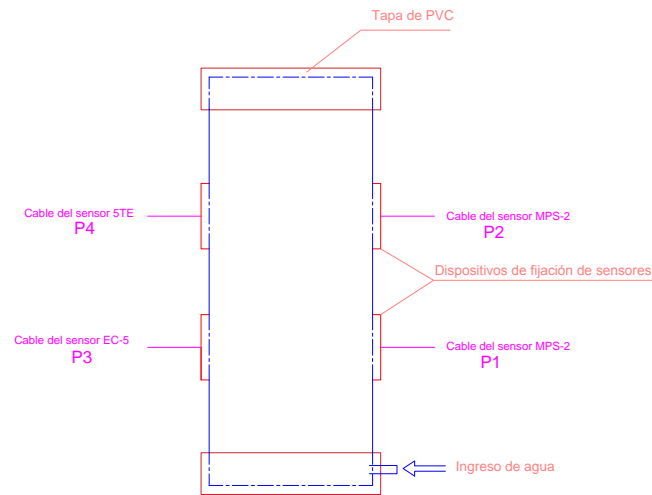 Tapa de PVC
Cable del sensor 5TE
P4
Cable del sensor MPS-2
P2
Dispositivos de fijación de sensores
Cable del sensor EC-5
P3
Cable del sensor MPS-2
P1
Ingreso de agua